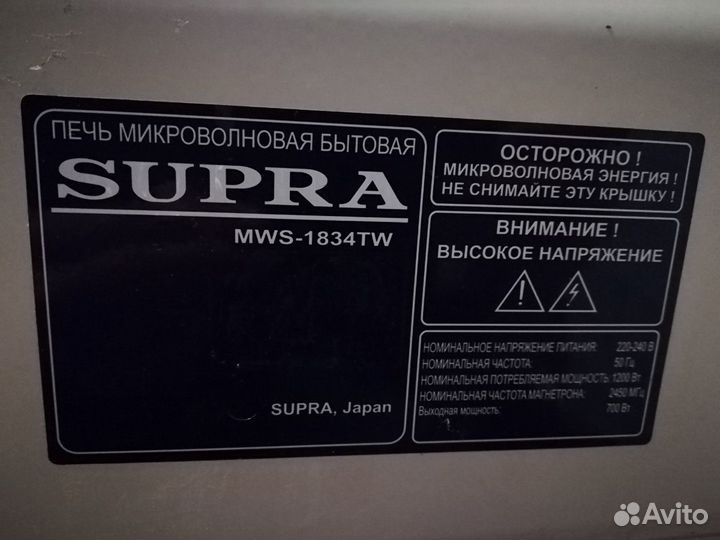 ПЕЧЬ МИКРОВОЛНОВАЯ БЫТОВАЯ
SUPRA
MWS-1834TW
SUPRA, Japan
ОСТОРОЖНО !
МИКРОВОЛНОВАЯ ЭНЕРГИЯ !
НЕ СНИМАЙТЕ ЭТУ КРЫШКУ !
ВНИМАНИЕ !
ВЫСОКОЕ НАПРЯЖЕНИЕ
НОМИНАЛЬНОЕ НАПРЯЖЕНИЕ ПИТАНИЯ: 220-240 В
НОМИНАЛЬНАЯ ЧАСТОТА: 50 Гц
НОМИНАЛЬНАЯ ПОТРЕБЛЯЕМАЯ МОЩНОСТЬ: 1200 Вт
НОМИНАЛЬНАЯ ЧАСТОТА МАГНЕТРОНА: 2450 МГц
Выходная мощность: 700 Вт
Avito